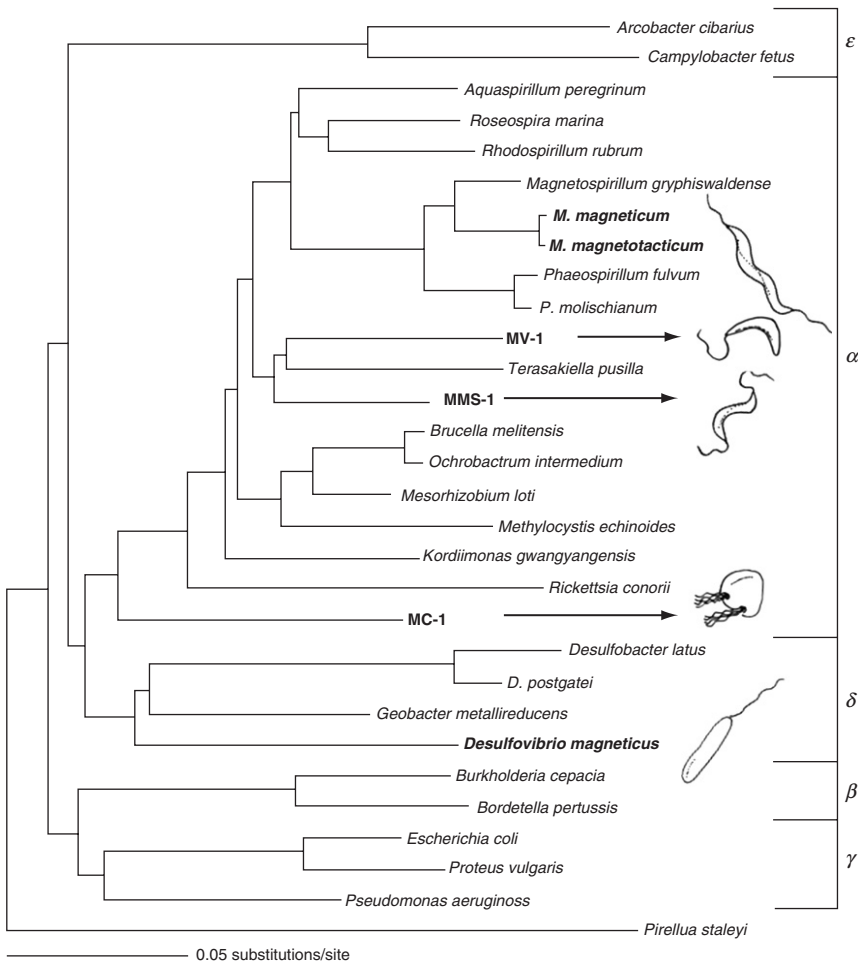 Arcobacter cibarius
Campylobacter fetus
ε
Aquaspirillum peregrinum
Roseospira marina
Rhodospirillum rubrum
Magnetospirillum gryphiswaldense
M. magneticum
M. magnetotacticum
Phaeospirillum fulvum
P. molischianum
MV-1
Terasakiella pusilla
MMS-1
Brucella melitensis
Ochrobactrum intermedium
Mesorhizobium loti
Methylocystis echinoides
Kordiimonas gwangyangensis
Rickettsia conorii
MC-1
α
Desulfobacter latus
D. postgatei
Geobacter metallireducens
Desulfovibrio magneticus
δ
Burkholderia cepacia
Bordetella pertussis
β
Escherichia coli
Proteus vulgaris
Pseudomonas aeruginoss
γ
Pirellua staleyi
0.05 substitutions/site